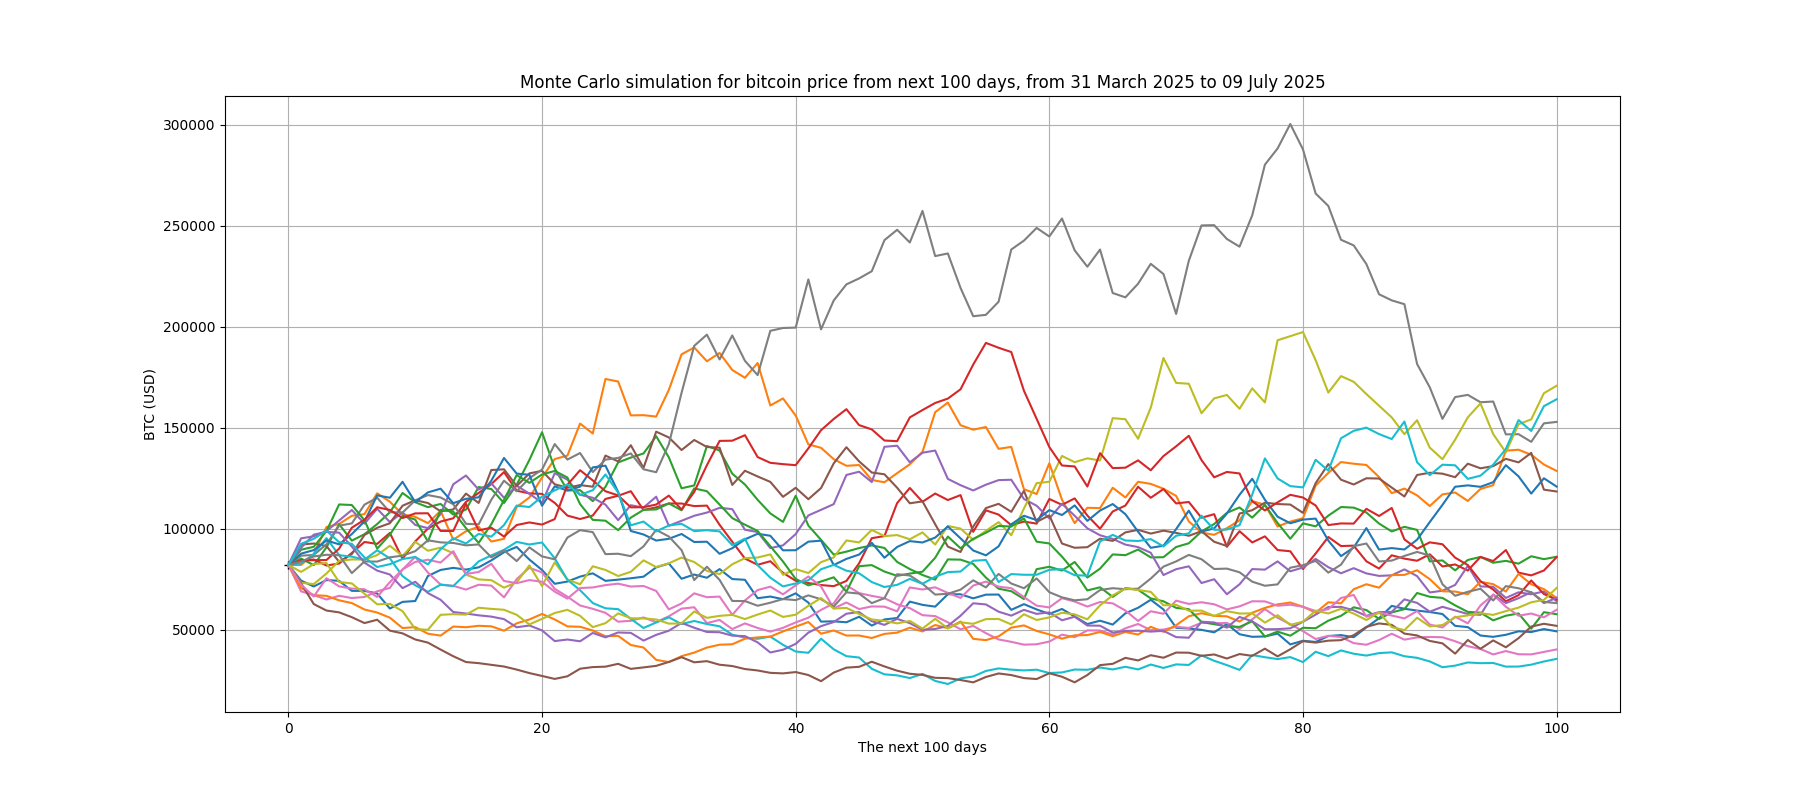 Monte Carlo simulation for bitcoin price from next 100 days, from 31 March 2025 to 09 July 2025
300000
250000
200000
150000
100000
50000
BTC (USD)
0 20 40 60 80 100
The next 100 days